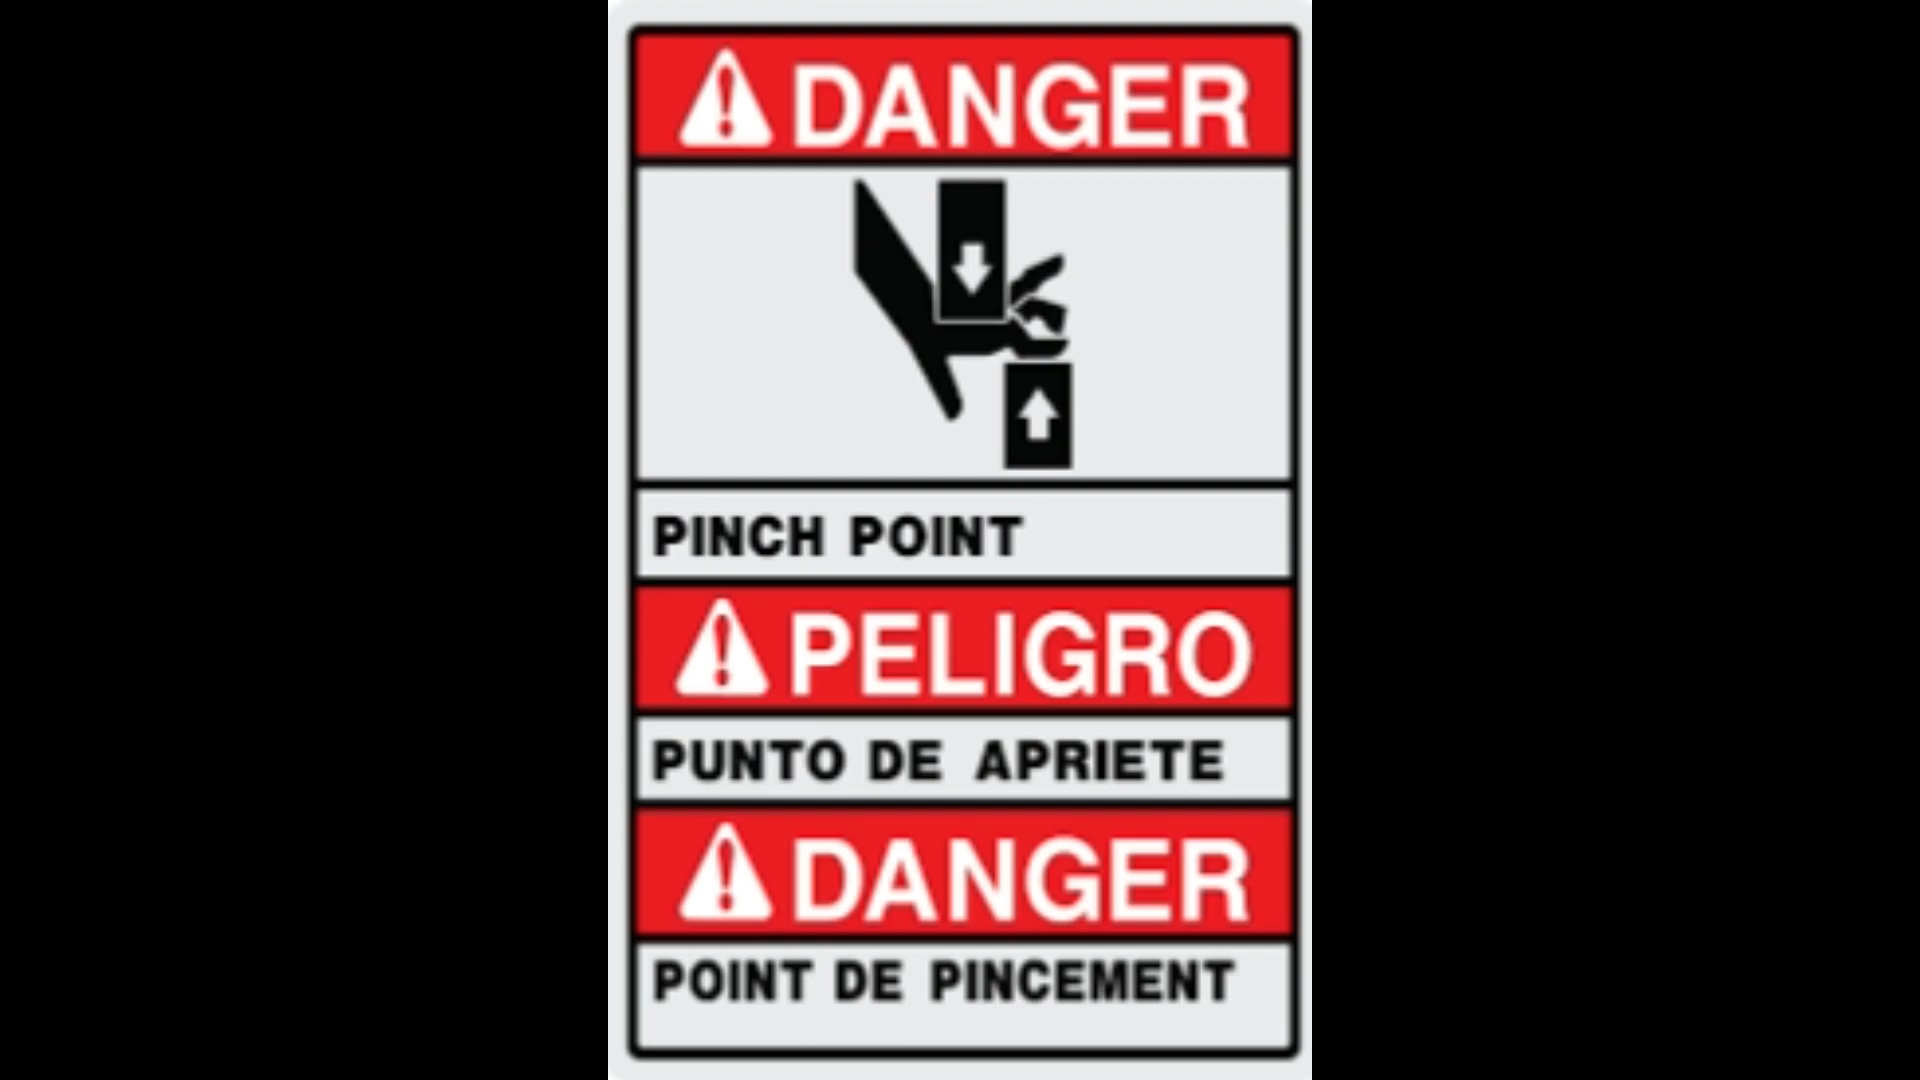 DANGER
PINCH POINT
PELIGRO
PUNTO DE APRIETE
DANGER
POINT DE PINCEMENT